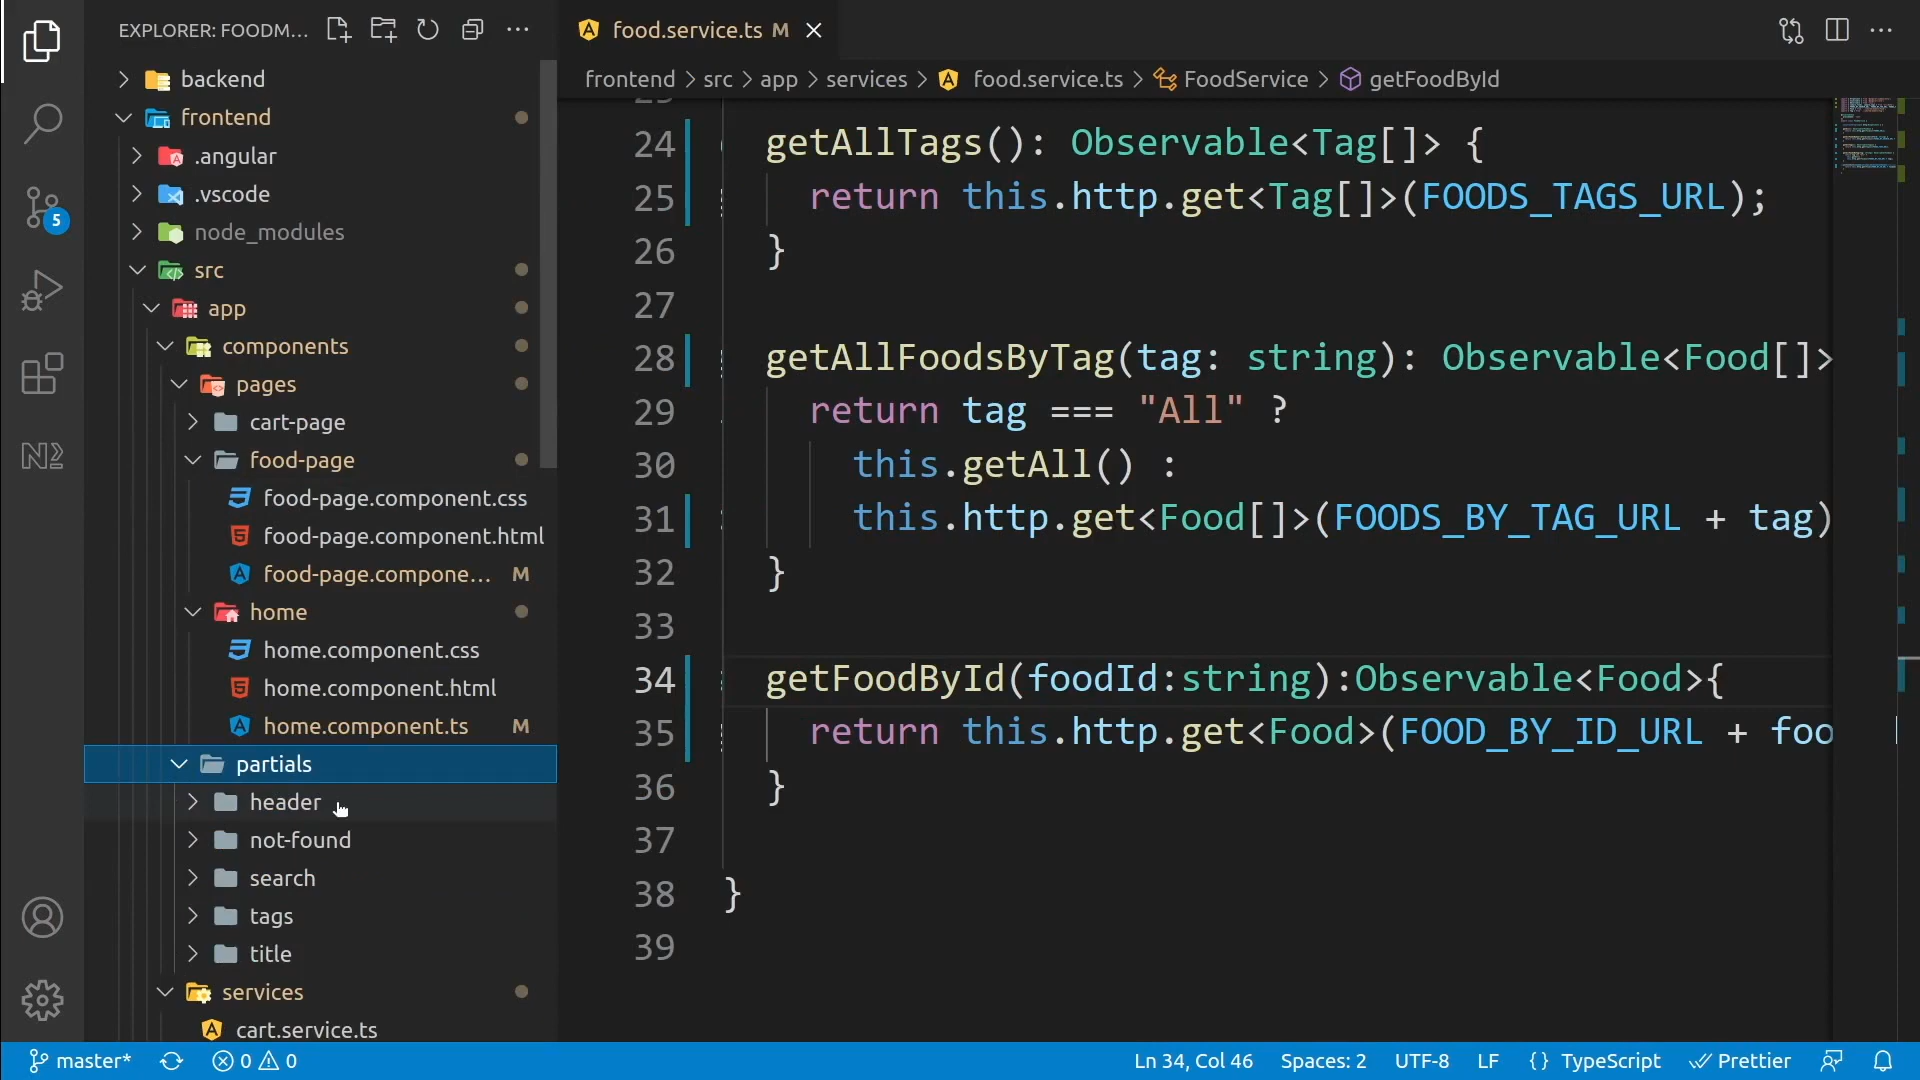 EXPLORER: FOODM...
backend
frontend
.angular
.vscode
node_modules
src
app
components
pages
cart-page
food-page
food-page.component.css
food-page.component.html
food-page.compone... M
home
home.component.css
home.component.html
home.component.ts M
partials
header
not-found
search
tags
title
services
cart.service.ts
5
food.service.ts M
frontend > src > app > services > food.service.ts > FoodService > getFoodById
24 getAllTags(): Observable<Tag[]> {
25 return this.http.get<Tag[]>(FOODS_TAGS_URL);
26 }
27
28 getAllFoodsByTag(tag: string): Observable<Food[]>
29 return tag === "All" ?
30 this.getAll() :
31 this.http.get<Food[]>(FOODS_BY_TAG_URL + tag)
32 }
33
34 getFoodById(foodId:string):Observable<Food>{
35 return this.http.get<Food>(FOOD_BY_ID_URL + foo
36 }
37
38 }
39
master* 0 0 Ln 34, Col 46 Spaces: 2 UTF-8 LF {} TypeScript Prettier